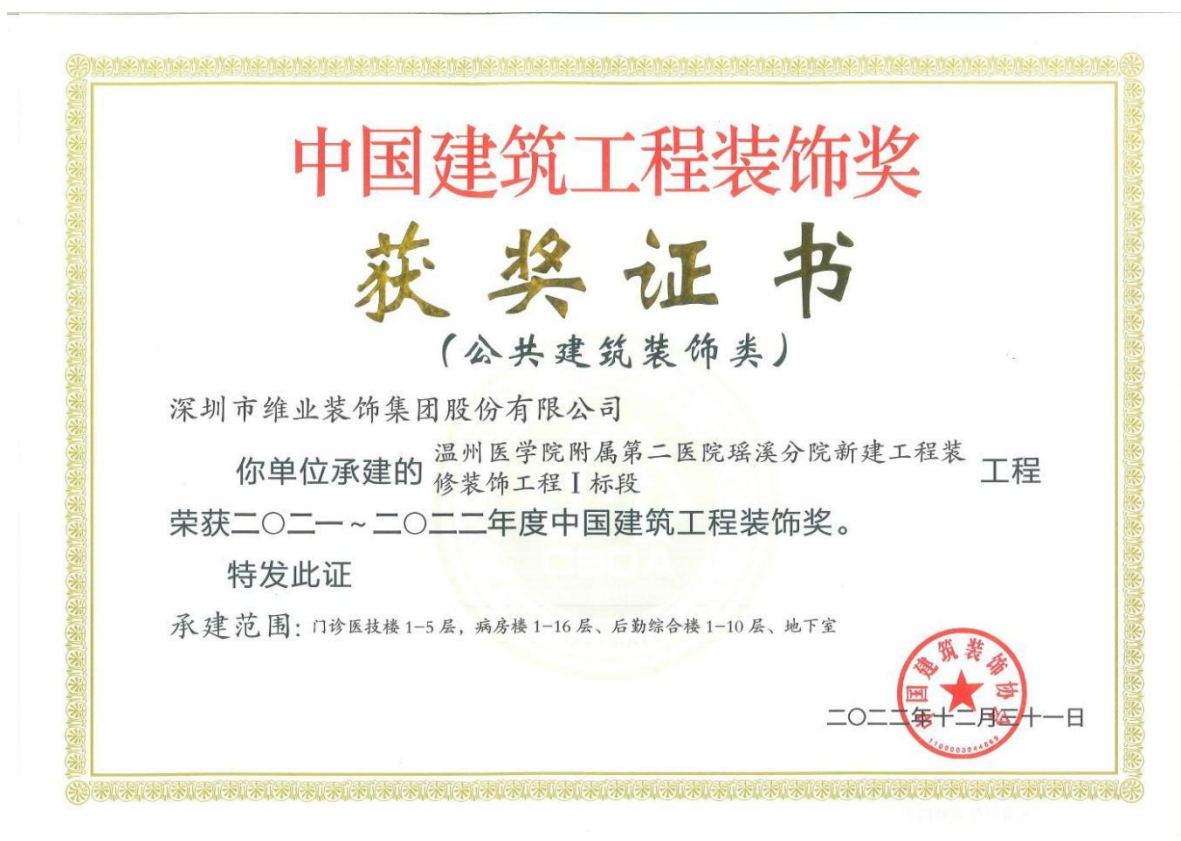 中国建筑工程装饰奖
获奖证书
(公共建筑装饰类)
深圳市维业装饰集团股份有限公司
你单位承建的 温州医学院附属第二医院瑶溪分院新建工程装
修装饰工程Ⅰ标段 工程
荣获二〇二一~二〇二二年度中国建筑工程装饰奖。
特发此证
承建范围: 门诊医技楼 1-5 层，病房楼 1-16 层、后勤综合楼 1-10 层、地下室
中国建筑装饰协会
二〇二二年十二月三十一日